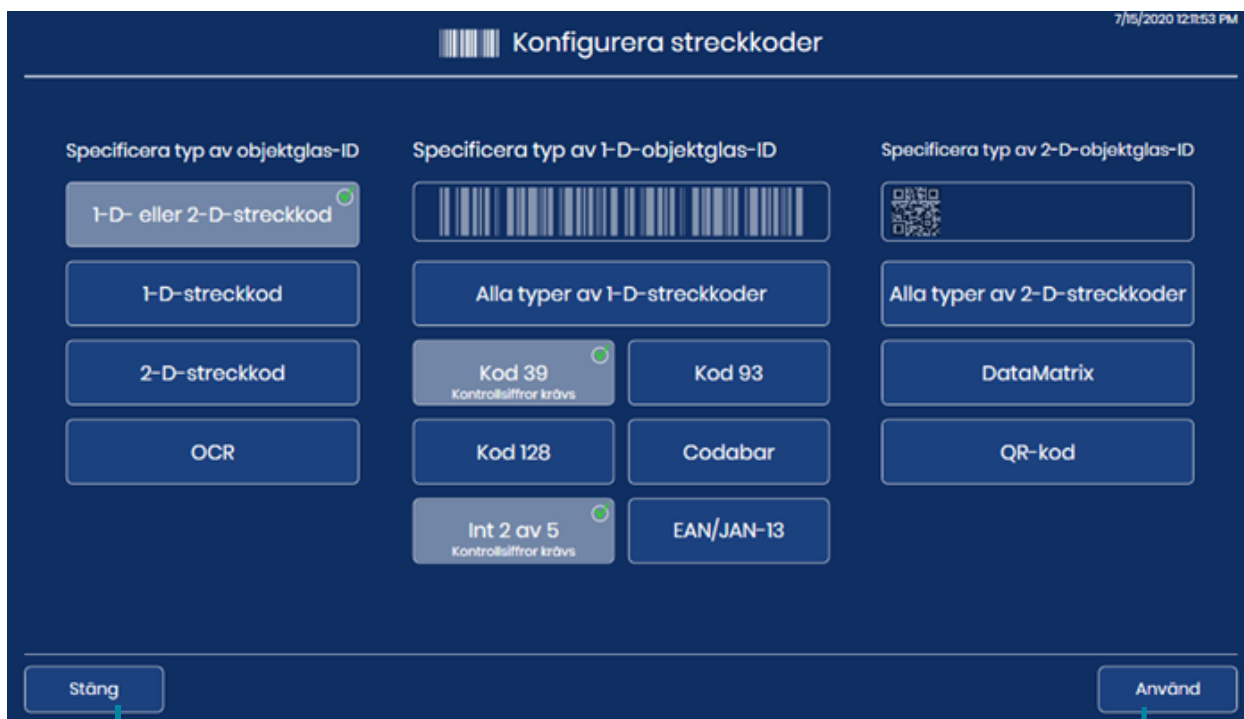 7/15/2020 12:11:53 PM
Konfigurera streckkoder
Specificera typ av objektglas-ID
1-D- eller 2-D-streckkod
1-D-streckkod
2-D-streckkod
OCR
Specificera typ av 1-D-objektglas-ID
Alla typer av 1-D-streckkoder
Kod 39
Kontrollsiffror krävs
Kod 93
Kod 128
Codabar
Int 2 av 5
Kontrollsiffror krävs
EAN/JAN-13
Specificera typ av 2-D-objektglas-ID
Alla typer av 2-D-streckkoder
DataMatrix
QR-kod
Stäng
Använd